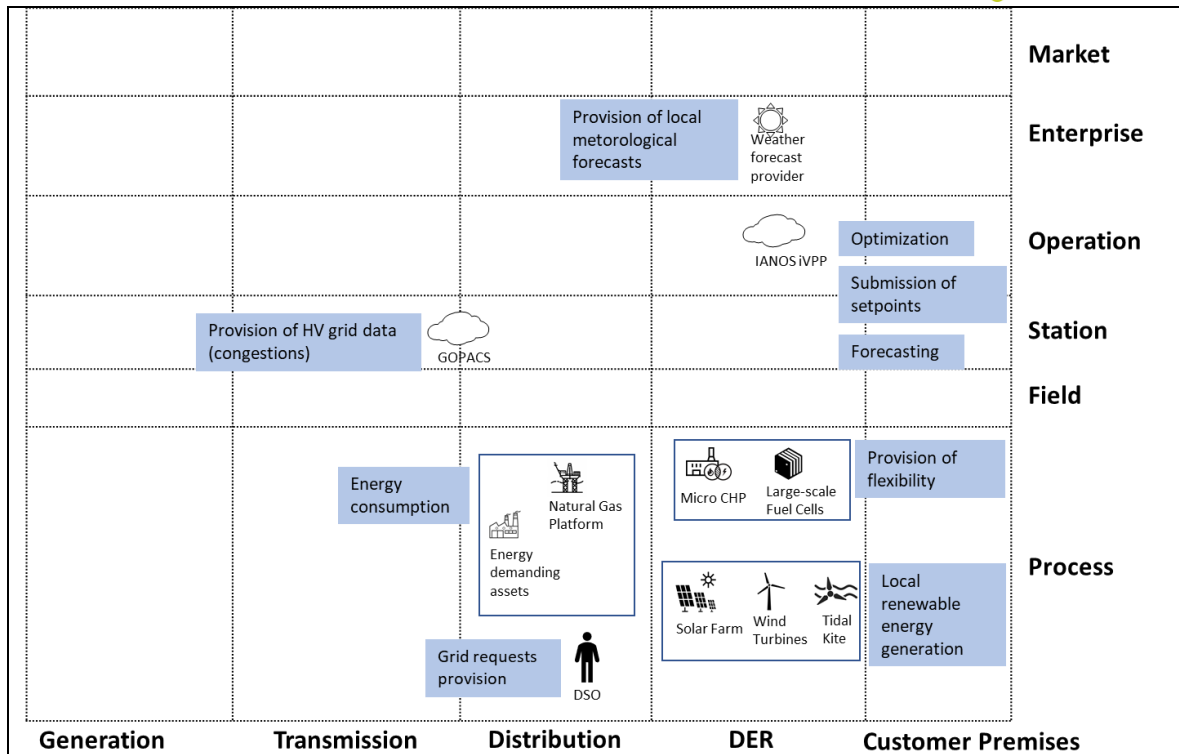 Market
Provision of local
metorological
forecasts
Weather
forecast
provider
Enterprise
IANOS iVPP
Optimization
Operation
Submission of
setpoints
Provision of HV grid data
(congestions)
GOPACS
Forecasting
Station
Field
Energy
consumption
Natural Gas
Platform
Energy
demanding
assets
Micro CHP
Large-scale
Fuel Cells
Provision of
flexibility
Process
Solar Farm
Wind
Turbines
Tidal
Kite
Local
renewable
energy
generation
Grid requests
provision
DSO
Generation
Transmission
Distribution
DER
Customer Premises